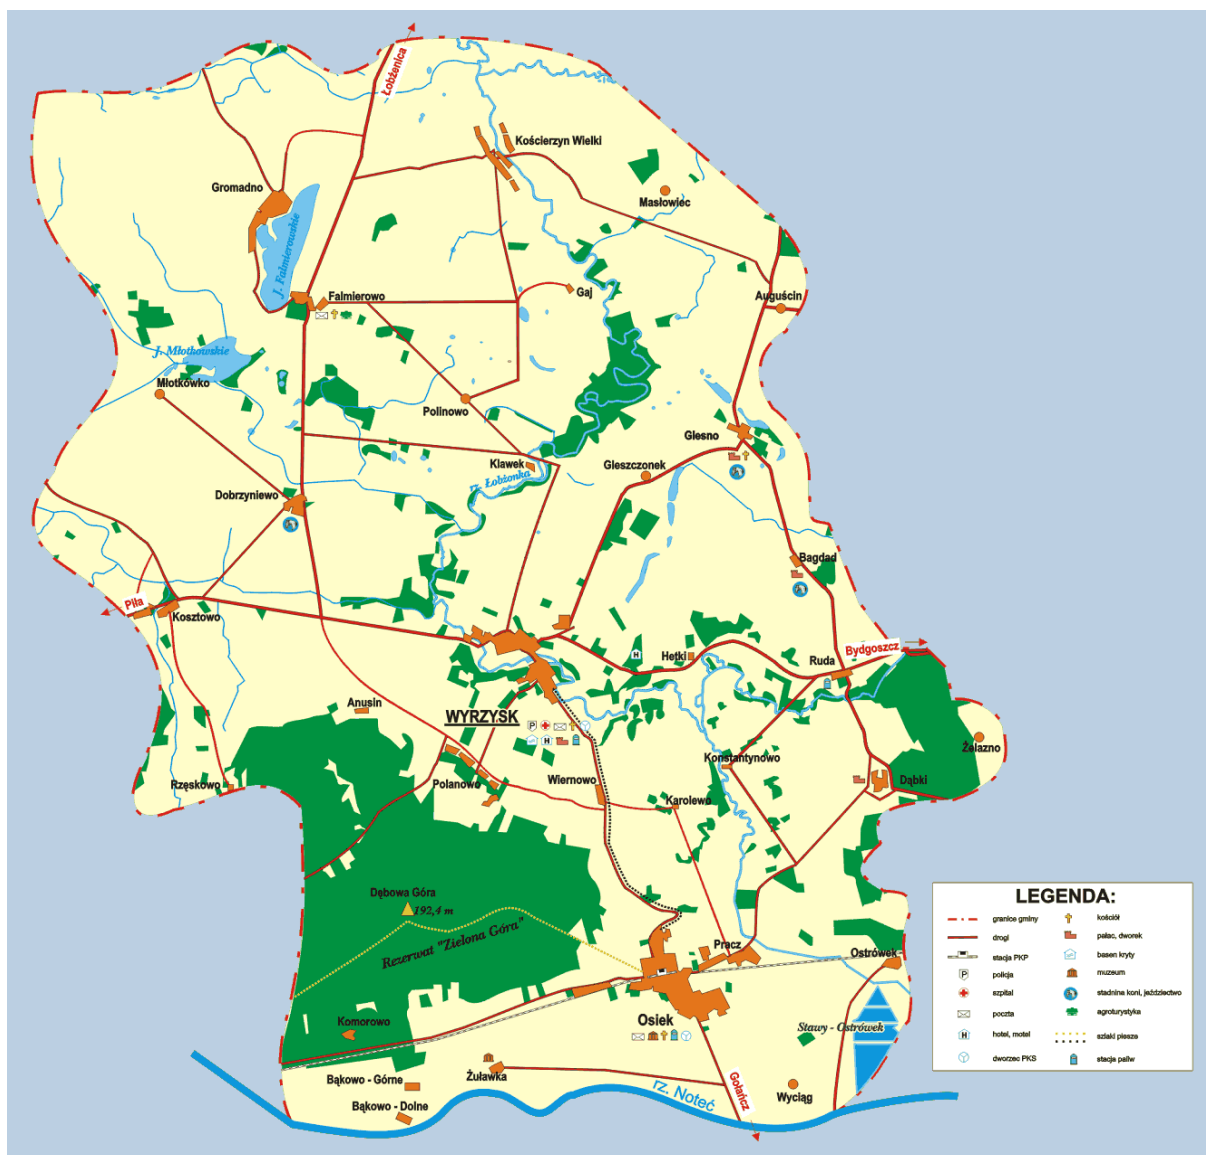 Łobżenica
Kościerzyn Wielki
Gromadno
Masłowiec
J. Falmierowskie
Falmierowo
Gaj
Auguścin
J. Młotkowskie
Młotkówko
Polinowo
Glesno
Klawek
Gleszczonek
rz. Łobżonka
Dobrzyniewo
Bagdad
Piła
Kosztowo
Hetki
H
Ruda
Bydgoszcz
Anusin
WYRZYSK
P
H
Żelazno
Konstantynowo
Rzęskowo
Polanowo
Wiernowo
Dąbki
Karolewo
Dębowa Góra
192,4 m
Rezerwat "Zielona Góra"
Pracz
Ostrówek
Komorowo
Osiek
Stawy - Ostrówek
Bąkowo - Górne
Żuławka
Gołańcz
rz. Noteć
Wyciąg
Bąkowo - Dolne
LEGENDA:
granice gminy
kościół
drogi
pałac, dworek
stacja PKP
basen kryty
P
policja
muzeum
szpital
stadnina koni, jeździectwo
poczta
agroturystyka
H
hotel, motel
szlaki piesze
dworzec PKS
stacja paliw